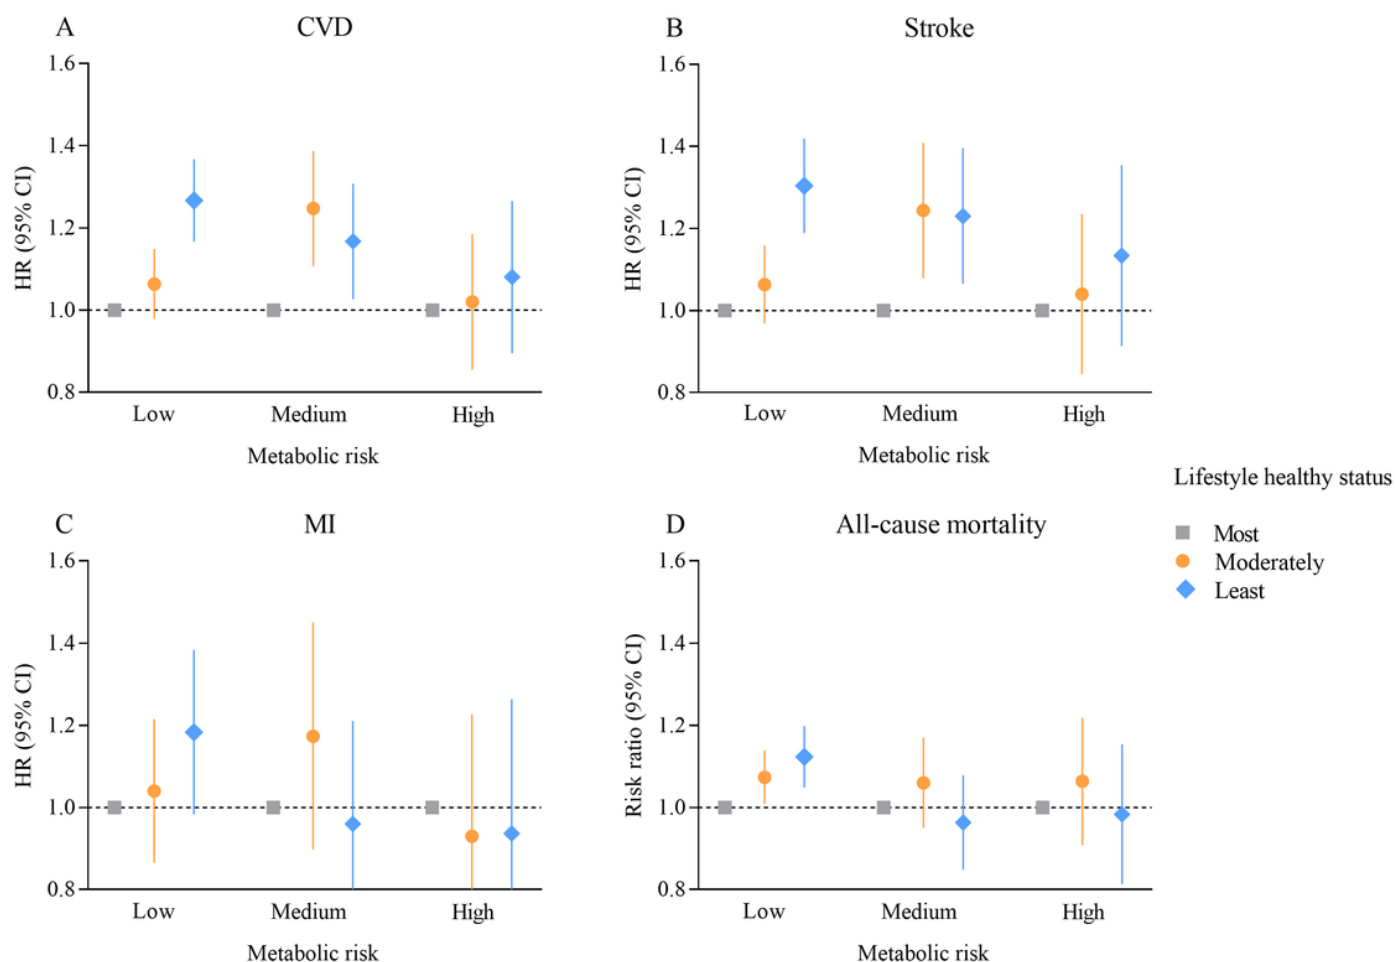 A CVD
1.6
1.4
1.2
1.0
0.8
HR (95% CI)
Low Medium High
Metabolic risk
B Stroke
1.6
1.4
1.2
1.0
0.8
HR (95% CI)
Low Medium High
Metabolic risk
C MI
1.6
1.4
1.2
1.0
0.8
HR (95% CI)
Low Medium High
Metabolic risk
D All-cause mortality
1.6
1.4
1.2
1.0
0.8
Risk ratio (95% CI)
Low Medium High
Metabolic risk
Lifestyle healthy status
Most
Moderately
Least